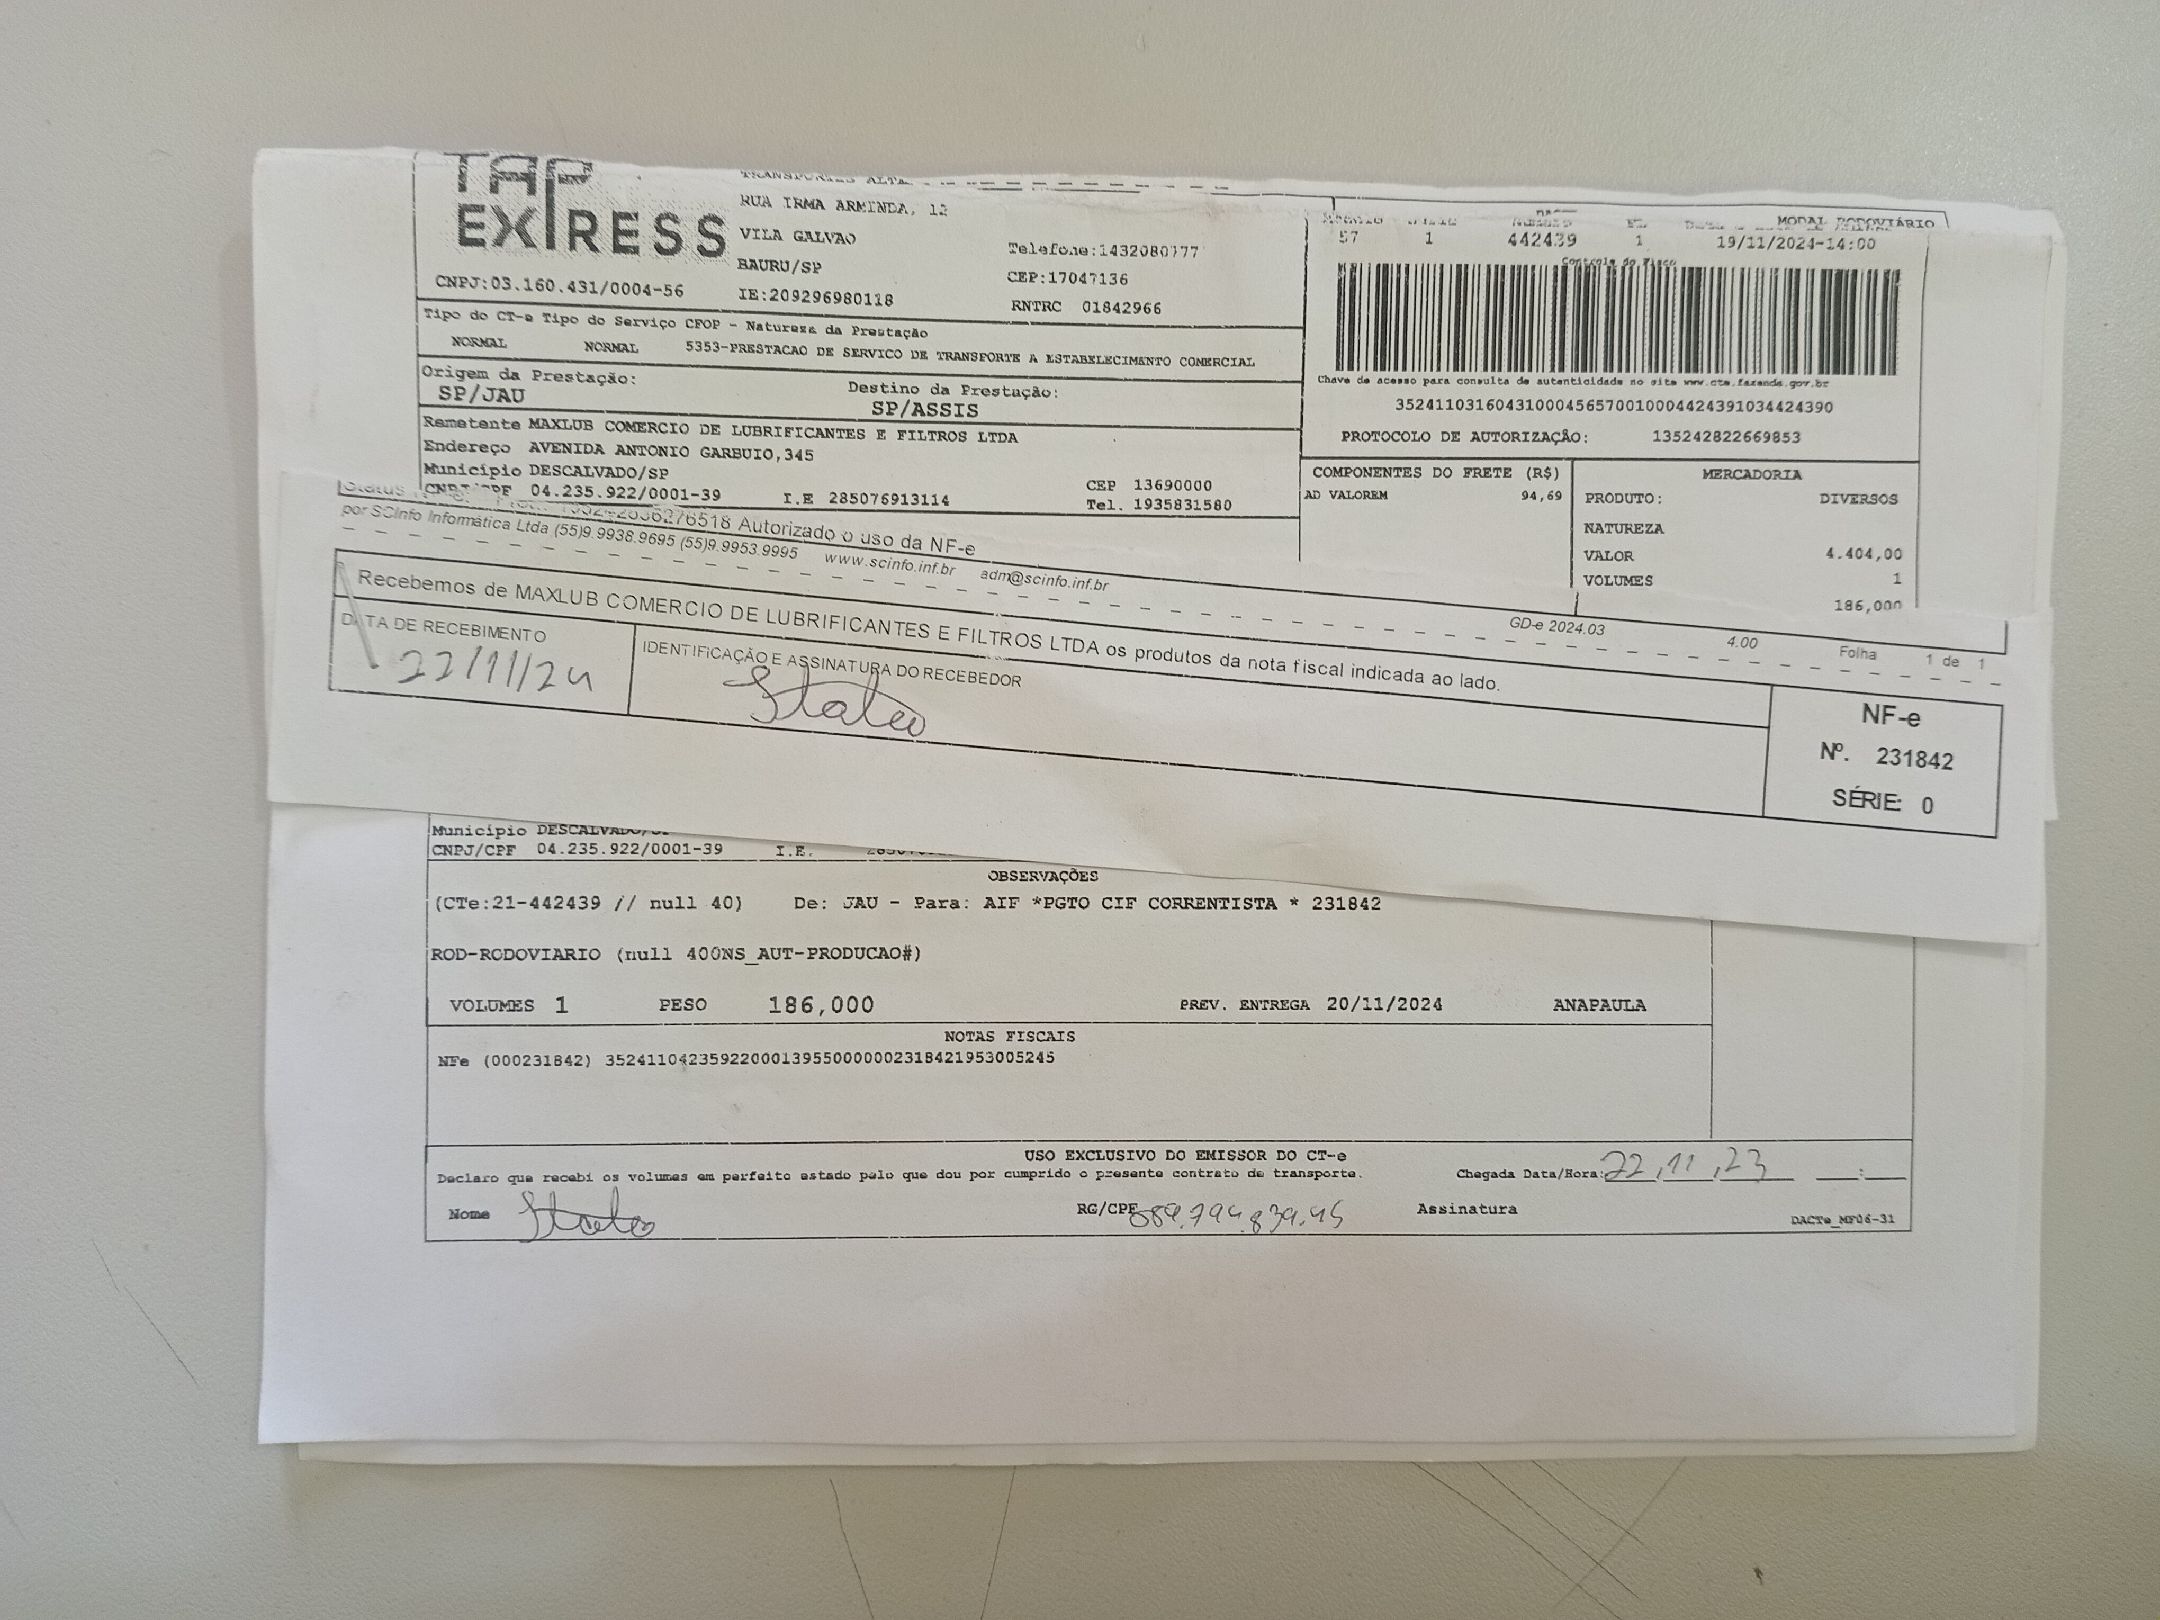 TAP
EXPRESS
CNPJ:03.160.431/0004-56
TRANSPORTES ALTA
RUA IRMA ARMINDA, 12
VILA GALVAO
BAURU/SP
IE:209296980118
Telefone:1432080777
CEP:17047136
RNTRC 01842966
MODAL RODOVIÁRIO
57 1 442439 1 19/11/2024-14:00
Controle do Fisco
Chave de acesso para consulta de autenticidade no site www.cte.fazenda.gov.br
35241103160431000456570010004424391034424390
PROTOCOLO DE AUTORIZAÇÃO: 135242822669853
Tipo do CT-e Tipo do Serviço CFOP - Natureza da Prestação
NORMAL NORMAL 5353-PRESTACAO DE SERVICO DE TRANSPORTE A ESTABELECIMENTO COMERCIAL
Origem da Prestação:
SP/JAU
Destino da Prestação:
SP/ASSIS
Remetente MAXLUB COMERCIO DE LUBRIFICANTES E FILTROS LTDA
Endereço AVENIDA ANTONIO GARBUIO,345
Município DESCALVADO/SP CEP 13690000
CNPJ/CPF 04.235.922/0001-39 I.E 285076913114 Tel. 1935831580
COMPONENTES DO FRETE (R$)
AD VALOREM 94,69
MERCADORIA
PRODUTO: DIVERSOS
NATUREZA
VALOR 4.404,00
VOLUMES 1
186,000
Status Autorizado o uso da NF-e
por SCInfo Informática Ltda (55)9.9938.9695 (55)9.9953.9995 www.scinfo.inf.br adm@scinfo.inf.br
GD-e 2024.03 4.00 Folha 1 de 1
Recebemos de MAXLUB COMERCIO DE LUBRIFICANTES E FILTROS LTDA os produtos da nota fiscal indicada ao lado.
DATA DE RECEBIMENTO
22/11/24
IDENTIFICAÇÃO E ASSINATURA DO RECEBEDOR
NF-e
Nº. 231842
SÉRIE: 0
Município DESCALVADO/SP
CNPJ/CPF 04.235.922/0001-39 I.E.
OBSERVAÇÕES
(CTe:21-442439 // null 40) De: JAU - Para: AIF *PGTO CIF CORRENTISTA * 231842
ROD-RODOVIARIO (null 400NS_AUT-PRODUCAO#)
VOLUMES 1 PESO 186,000 PREV. ENTREGA 20/11/2024 ANAPAULA
NOTAS FISCAIS
NFe (000231842) 35241104235922000139550000002318421953005245
USO EXCLUSIVO DO EMISSOR DO CT-e
Declaro que recebi os volumes em perfeito estado pelo que dou por cumprido o presente contrato de transporte. Chegada Data/Hora: 22,11,23 :
Nome RG/CPF Assinatura
DACTe_MF06-31